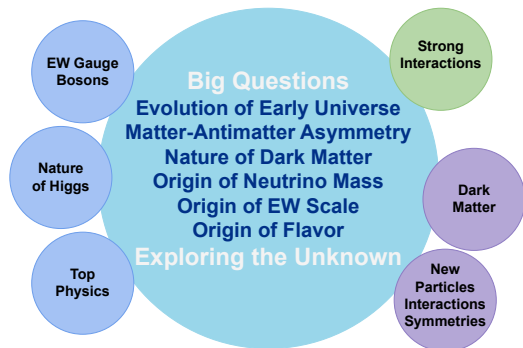 EW Gauge
Bosons
Nature
of Higgs
Top
Physics
Big Questions
Evolution of Early Universe
Matter-Antimatter Asymmetry
Nature of Dark Matter
Origin of Neutrino Mass
Origin of EW Scale
Origin of Flavor
Exploring the Unknown
Strong
Interactions
Dark
Matter
New
Particles
Interactions
Symmetries